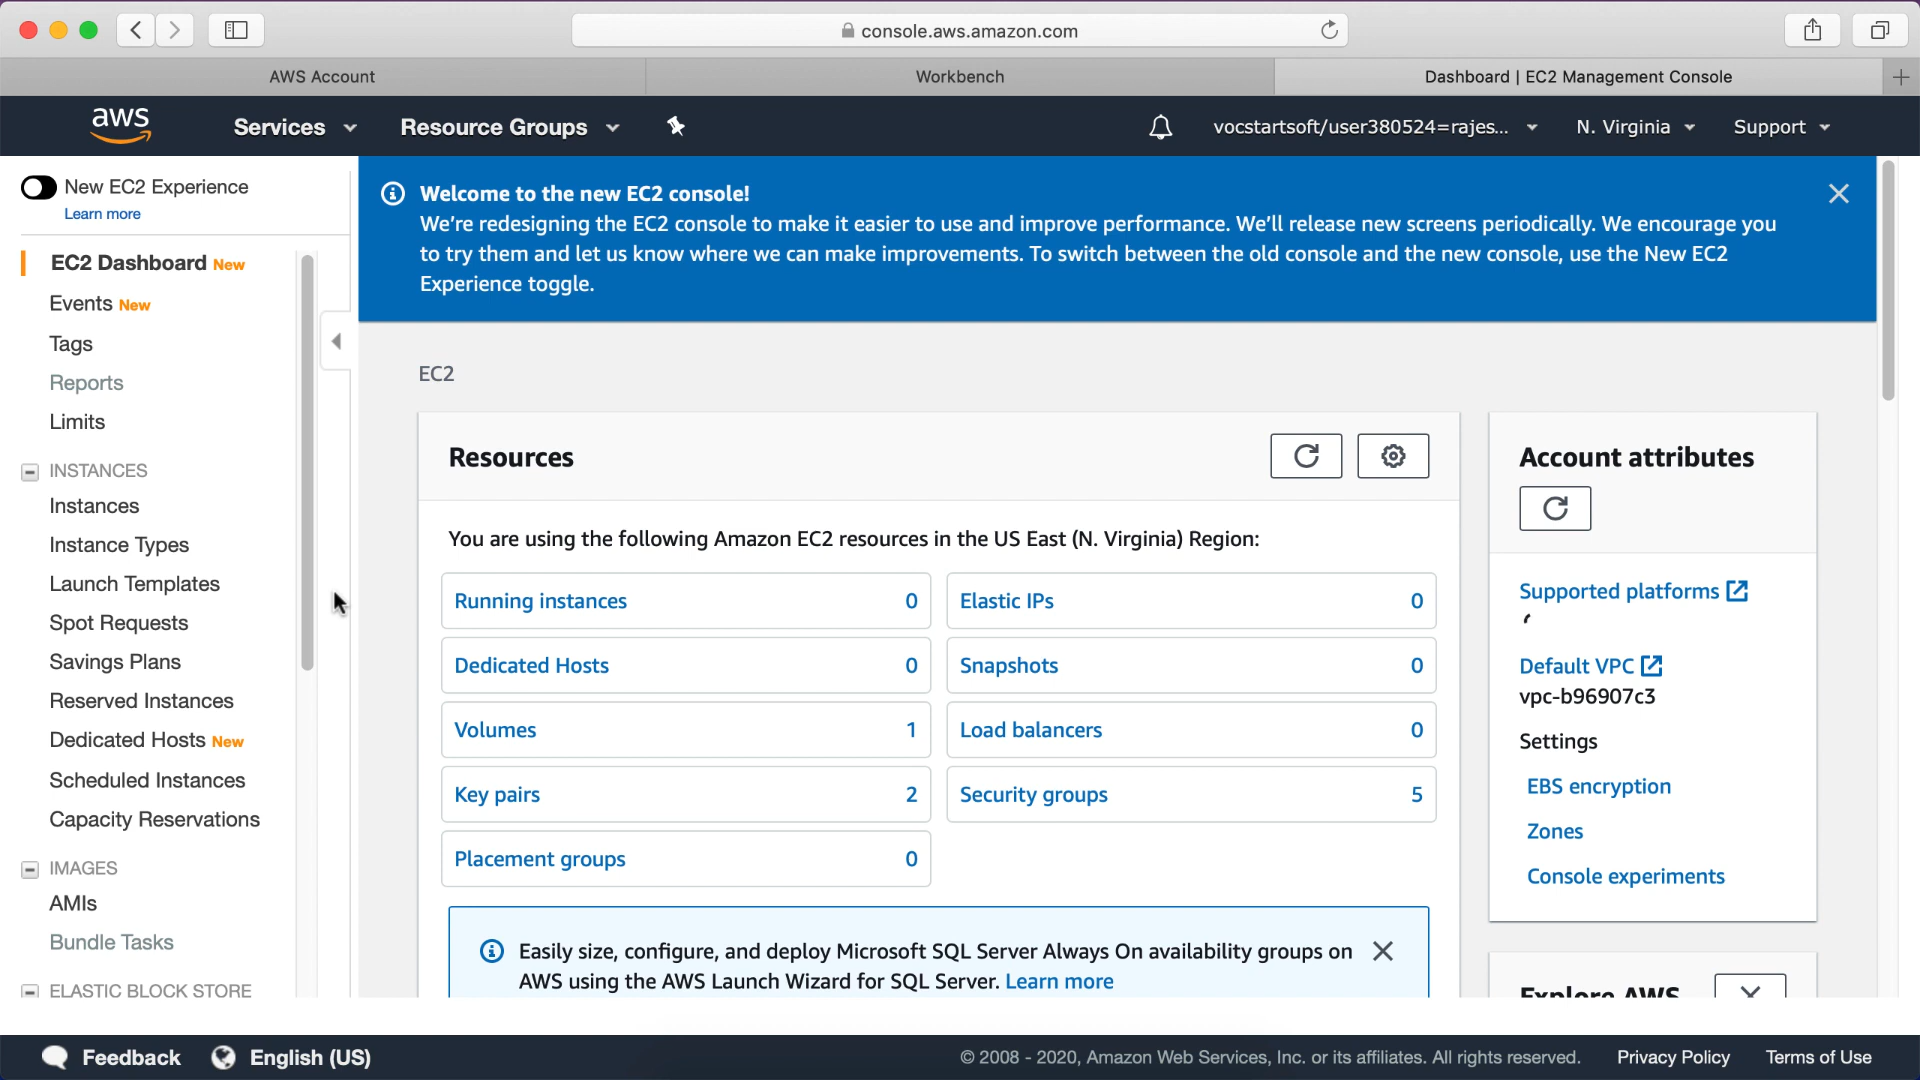 console.aws.amazon.com
AWS Account
Workbench
Dashboard | EC2 Management Console
aws
Services
Resource Groups
vocstartsoft/user380524=rajes...
N. Virginia
Support
New EC2 Experience
Learn more
EC2 Dashboard New
Events New
Tags
Reports
Limits
INSTANCES
Instances
Instance Types
Launch Templates
Spot Requests
Savings Plans
Reserved Instances
Dedicated Hosts New
Scheduled Instances
Capacity Reservations
IMAGES
AMIs
Bundle Tasks
ELASTIC BLOCK STORE
Welcome to the new EC2 console!
We're redesigning the EC2 console to make it easier to use and improve performance. We'll release new screens periodically. We encourage you
to try them and let us know where we can make improvements. To switch between the old console and the new console, use the New EC2
Experience toggle.
EC2
Resources
You are using the following Amazon EC2 resources in the US East (N. Virginia) Region:
Running instances 0
Elastic IPs 0
Dedicated Hosts 0
Snapshots 0
Volumes 1
Load balancers 0
Key pairs 2
Security groups 5
Placement groups 0
Easily size, configure, and deploy Microsoft SQL Server Always On availability groups on
AWS using the AWS Launch Wizard for SQL Server. Learn more
Account attributes
Supported platforms
Default VPC
vpc-b96907c3
Settings
EBS encryption
Zones
Console experiments
Explore AWS
Feedback
English (US)
© 2008 - 2020, Amazon Web Services, Inc. or its affiliates. All rights reserved.
Privacy Policy
Terms of Use